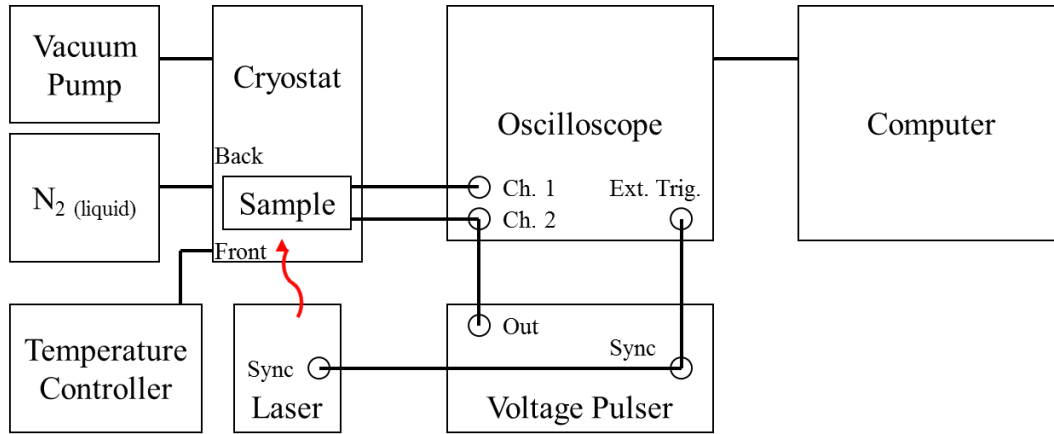 Vacuum
Pump
Cryostat
Oscilloscope
Computer
Back
N₂ (liquid)
Sample
Ch. 1
Ext. Trig.
Ch. 2
Front
Temperature
Controller
Sync
Laser
Out
Sync
Voltage Pulser